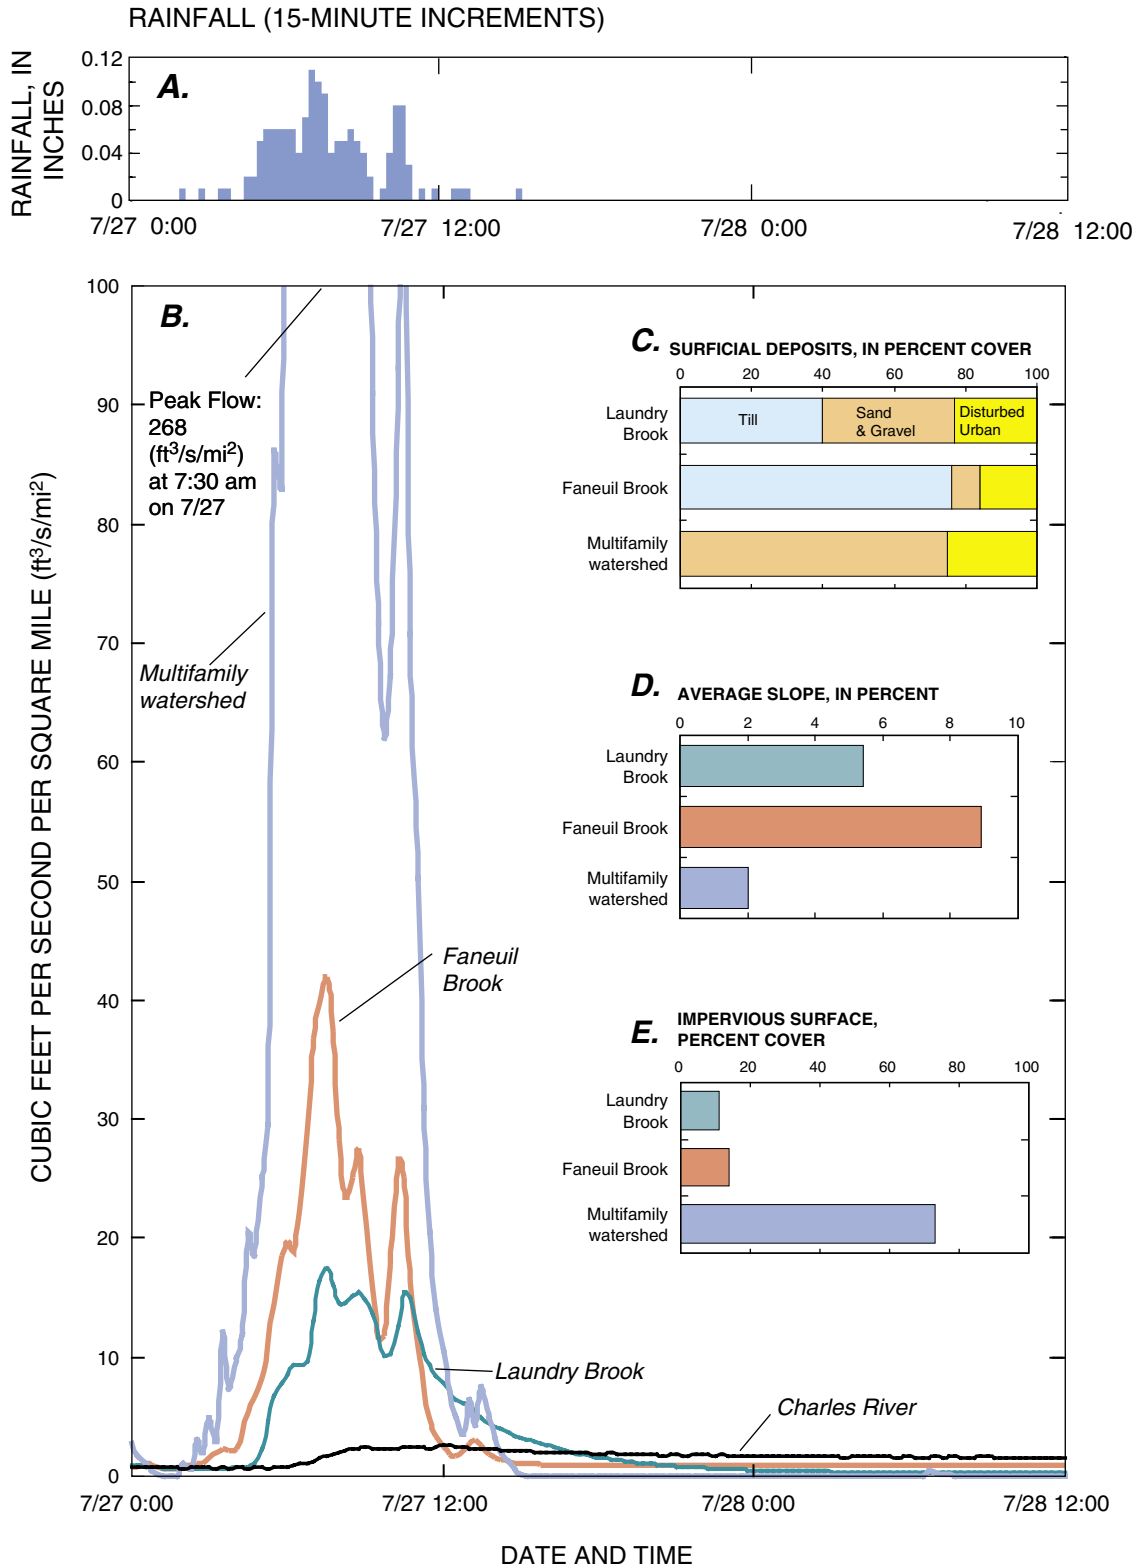 RAINFALL (15-MINUTE INCREMENTS)
RAINFALL, IN
INCHES
A.
0.12
0.08
0.04
0
7/27 0:00
7/27 12:00
7/28 0:00
7/28 12:00
CUBIC FEET PER SECOND PER SQUARE MILE (ft³/s/mi²)
B.
100
90
80
70
60
50
40
30
20
10
0
Peak Flow:
268
(ft³/s/mi²)
at 7:30 am
on 7/27
Multifamily
watershed
Faneuil
Brook
Laundry Brook
Charles River
C. SURFICIAL DEPOSITS, IN PERCENT COVER
0 20 40 60 80 100
Laundry
Brook
Till
Sand
& Gravel
Disturbed
Urban
Faneuil Brook
Multifamily
watershed
D. AVERAGE SLOPE, IN PERCENT
0 2 4 6 8 10
Laundry
Brook
Faneuil Brook
Multifamily
watershed
E. IMPERVIOUS SURFACE,
PERCENT COVER
0 20 40 60 80 100
Laundry
Brook
Faneuil Brook
Multifamily
watershed
7/27 0:00
7/27 12:00
7/28 0:00
7/28 12:00
DATE AND TIME